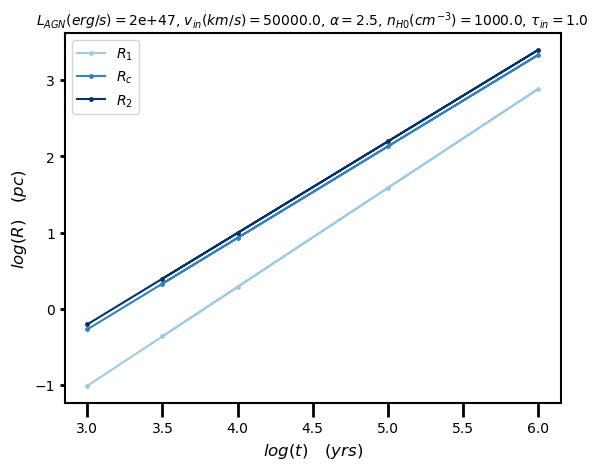 $L_{AGN}(erg/s) = 2e+47, v_{in}(km/s) = 50000.0, \alpha = 2.5, n_{H0}(cm^{-3}) = 1000.0, \tau_{in} = 1.0$
$R_1$
$R_c$
$R_2$
3
2
1
0
−1
log(R) (pc)
3.0 3.5 4.0 4.5 5.0 5.5 6.0
log(t) (yrs)